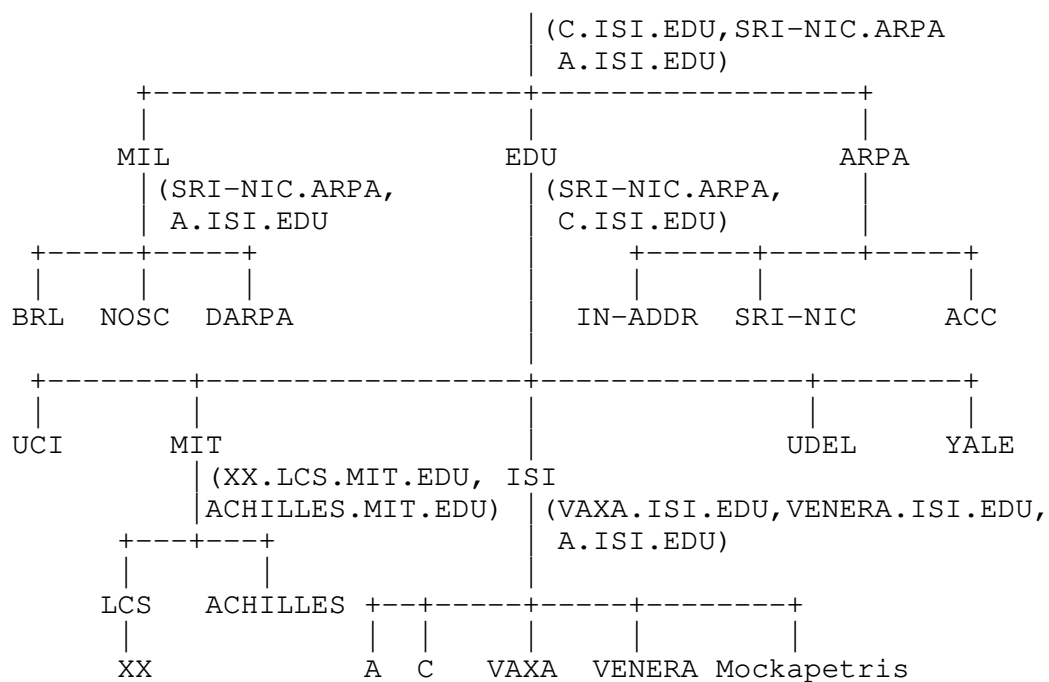 (C.ISI.EDU,SRI-NIC.ARPA
A.ISI.EDU)
MIL EDU ARPA
(SRI-NIC.ARPA, (SRI-NIC.ARPA,
A.ISI.EDU C.ISI.EDU)
BRL NOSC DARPA IN-ADDR SRI-NIC ACC
UCI MIT UDEL YALE
(XX.LCS.MIT.EDU, ISI
ACHILLES.MIT.EDU) (VAXA.ISI.EDU,VENERA.ISI.EDU,
A.ISI.EDU)
LCS ACHILLES
XX A C VAXA VENERA Mockapetris